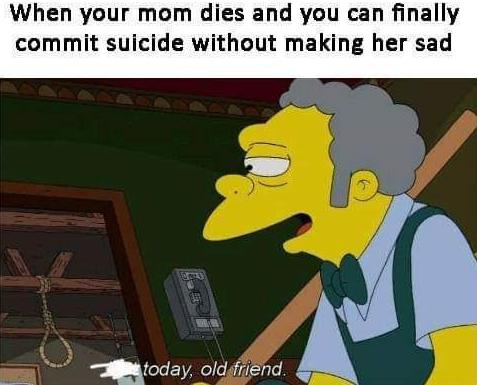 When your mom dies and you can finally
commit suicide without making her sad
today, old friend.